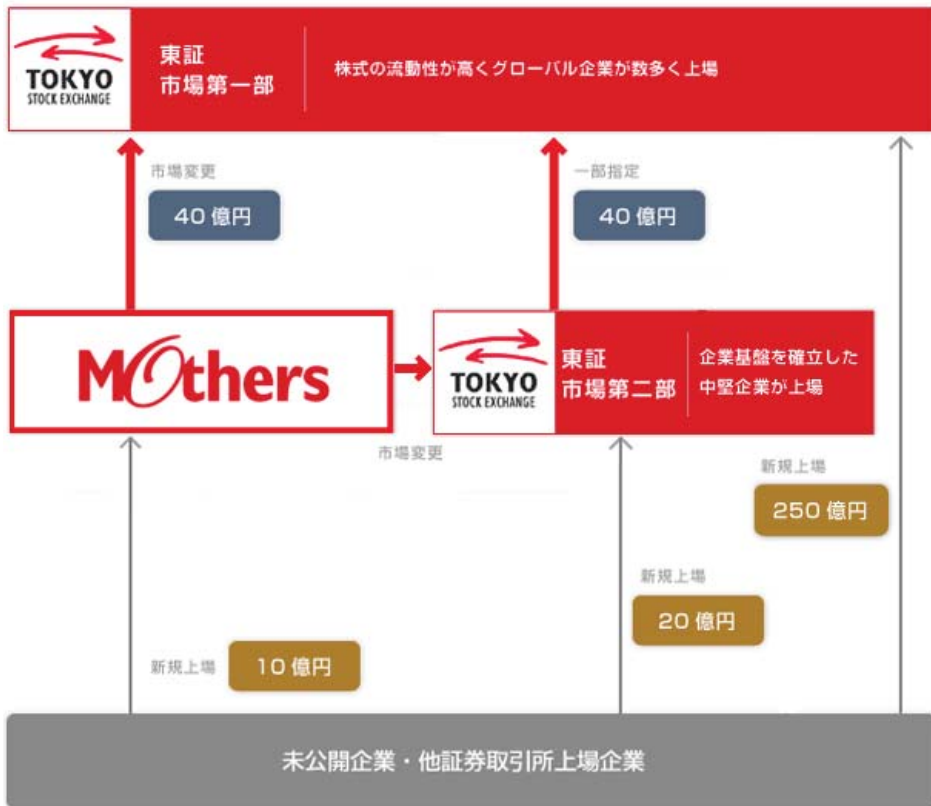 TOKYO
STOCK EXCHANGE
東証
市場第一部
株式の流動性が高くグローバル企業が数多く上場
市場変更
40億円
一部指定
40億円
Mothers
TOKYO
STOCK EXCHANGE
東証
市場第二部
企業基盤を確立した
中堅企業が上場
市場変更
新規上場
250億円
新規上場
20億円
新規上場
10億円
未公開企業・他証券取引所上場企業